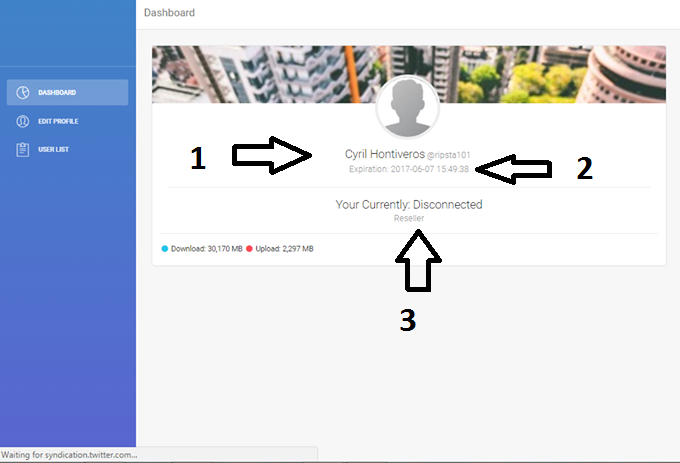 Dashboard
DASHBOARD
EDIT PROFILE
USER LIST
1
Cyril Hontiveros @ripsta101
Expiration: 2017-06-07 15:49:38
2
Your Currently: Disconnected
Reseller
Download: 30,170 MB Upload: 2,297 MB
3
Waiting for syndication.twitter.com...